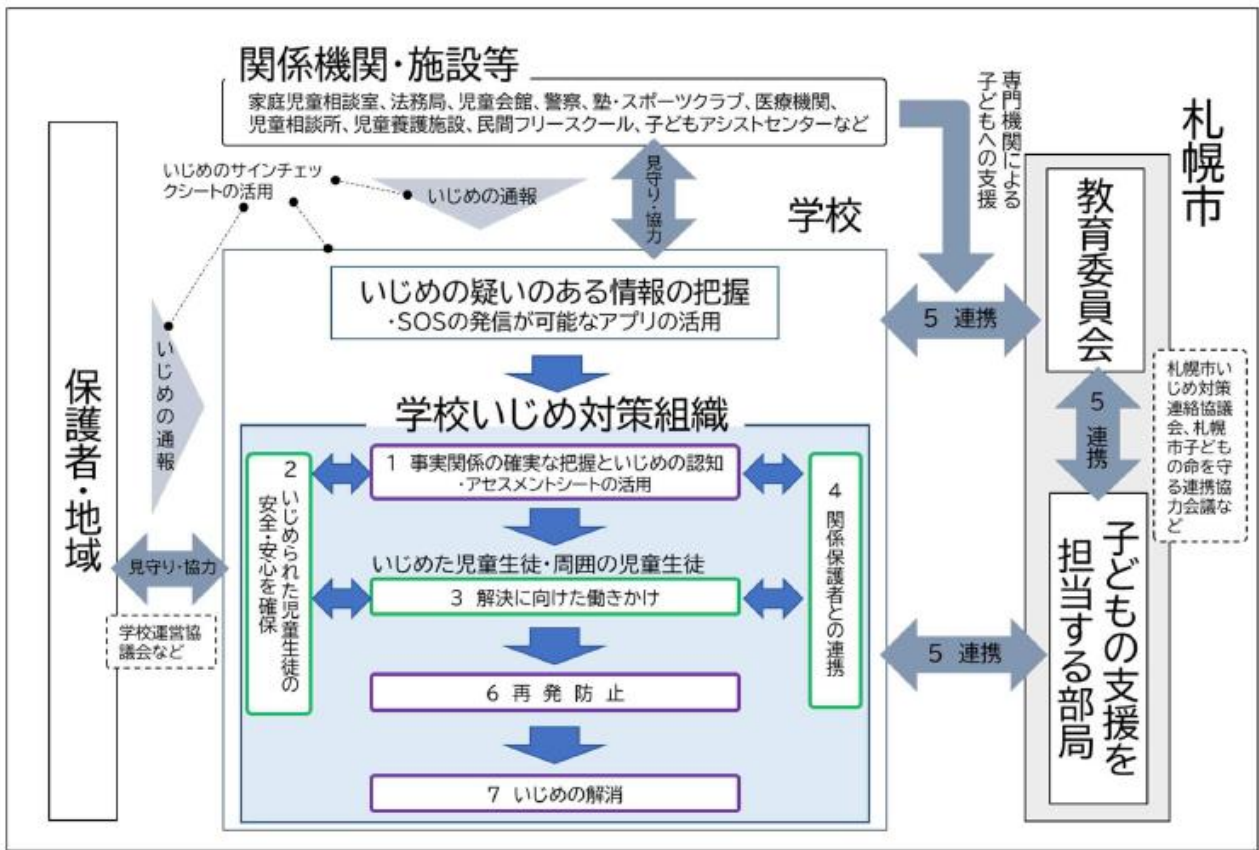 関係機関・施設等
家庭児童相談室、法務局、児童会館、警察、塾・スポーツクラブ、医療機関、
児童相談所、児童養護施設、民間フリースクール、子どもアシストセンターなど
専門機関による
子どもへの支援
札幌市
いじめのサインチェッ
クシートの活用
いじめの通報
見守り・協力
学校
いじめの疑いのある情報の把握
・SOSの発信が可能なアプリの活用
5 連携
教育委員会
保護者・地域
いじめの通報
学校いじめ対策組織
1 事実関係の確実な把握といじめの認知
・アセスメントシートの活用
2 いじめられた児童生徒の
安全・安心を確保
いじめた児童生徒・周囲の児童生徒
3 解決に向けた働きかけ
4 関係保護者との連携
5 連携
札幌市い
じめ対策
連絡協議
会、札幌
市子ども
の命を守
る連携協
力会議な
ど
見守り・協力
学校運営協
議会など
5 連携
子どもの支援を
担当する部局
6 再発防止
7 いじめの解消